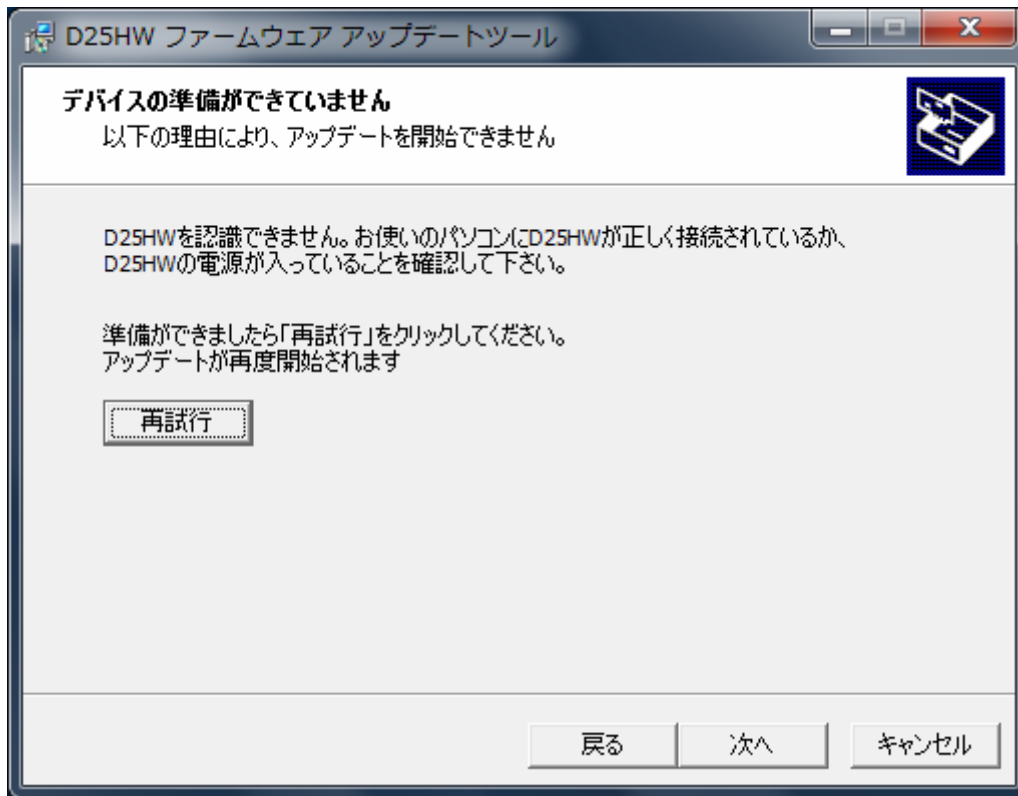 D25HW ファームウェア アップデートツール
デバイスの準備ができていません
以下の理由により、アップデートを開始できません
D25HWを認識できません。お使いのパソコンにD25HWが正しく接続されているか、
D25HWの電源が入っていることを確認して下さい。
準備ができましたら「再試行」をクリックしてください。
アップデートが再度開始されます
再試行
戻る
次へ
キャンセル